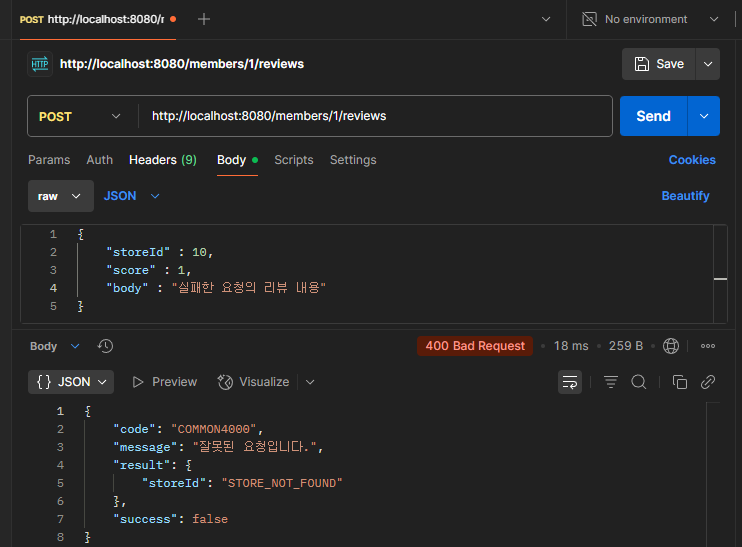 POST http://localhost:8080/r
No environment
HTTP http://localhost:8080/members/1/reviews
Save
POST http://localhost:8080/members/1/reviews
Send
Params Auth Headers (9) Body Scripts Settings Cookies
raw JSON Beautify
1 {
2 "storeId" : 10,
3 "score" : 1,
4 "body" : "실패한 요청의 리뷰 내용"
5 }
Body 400 Bad Request • 18 ms • 259 B
{} JSON Preview Visualize
1 {
2 "code": "COMMON4000",
3 "message": "잘못된 요청입니다.",
4 "result": {
5 "storeId": "STORE_NOT_FOUND"
6 },
7 "success": false
8 }